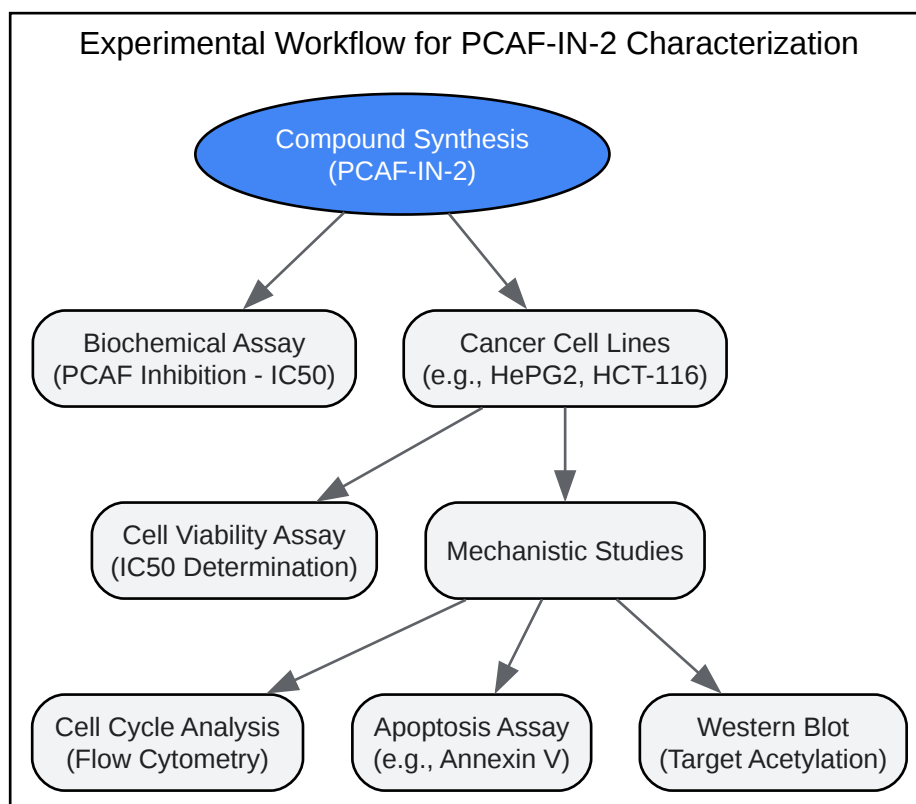 Experimental Workflow for PCAF-IN-2 Characterization
Compound Synthesis
(PCAF-IN-2)
Biochemical Assay
(PCAF Inhibition - IC50)
Cancer Cell Lines
(e.g., HePG2, HCT-116)
Cell Viability Assay
(IC50 Determination)
Mechanistic Studies
Cell Cycle Analysis
(Flow Cytometry)
Apoptosis Assay
(e.g., Annexin V)
Western Blot
(Target Acetylation)